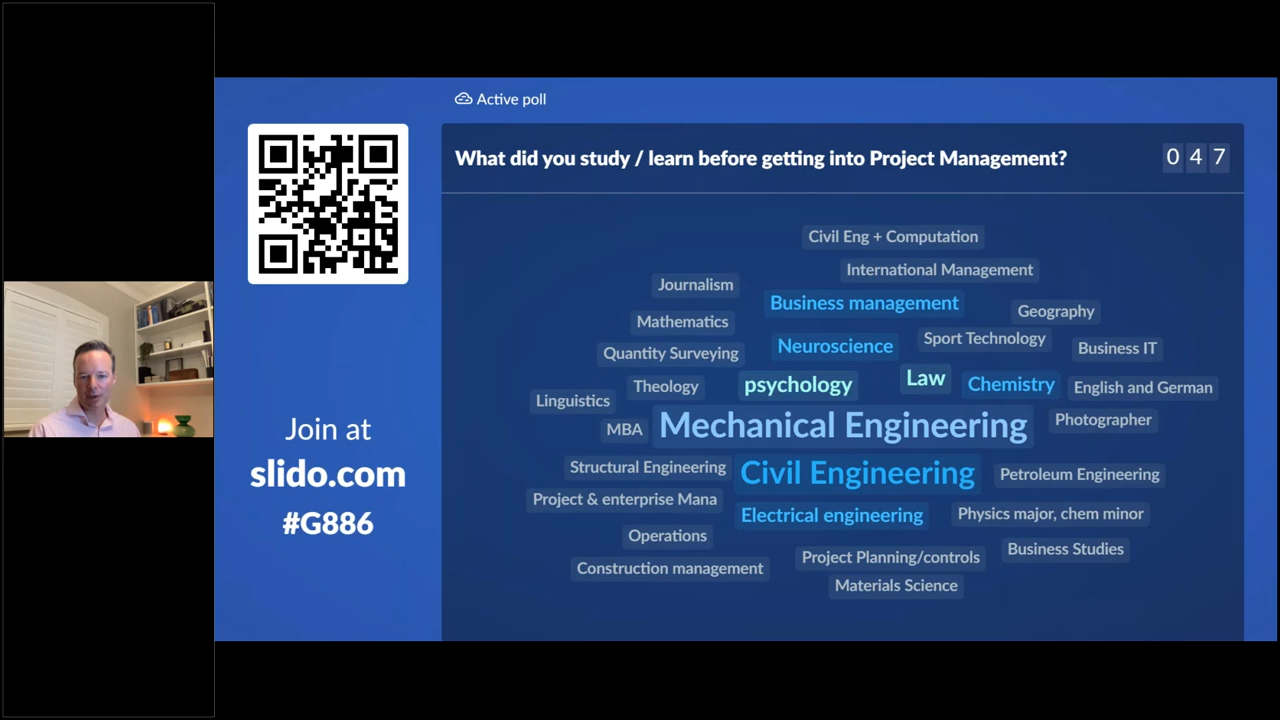 Active poll
What did you study / learn before getting into Project Management?
0 4 7
Join at
slido.com
#G886
Civil Eng + Computation
International Management
Journalism
Business management
Geography
Mathematics
Sport Technology
Quantity Surveying
Neuroscience
Business IT
Theology
psychology
Law
Chemistry
English and German
Linguistics
MBA
Mechanical Engineering
Photographer
Structural Engineering
Civil Engineering
Petroleum Engineering
Project & enterprise Mana
Electrical engineering
Physics major, chem minor
Operations
Project Planning/controls
Business Studies
Construction management
Materials Science